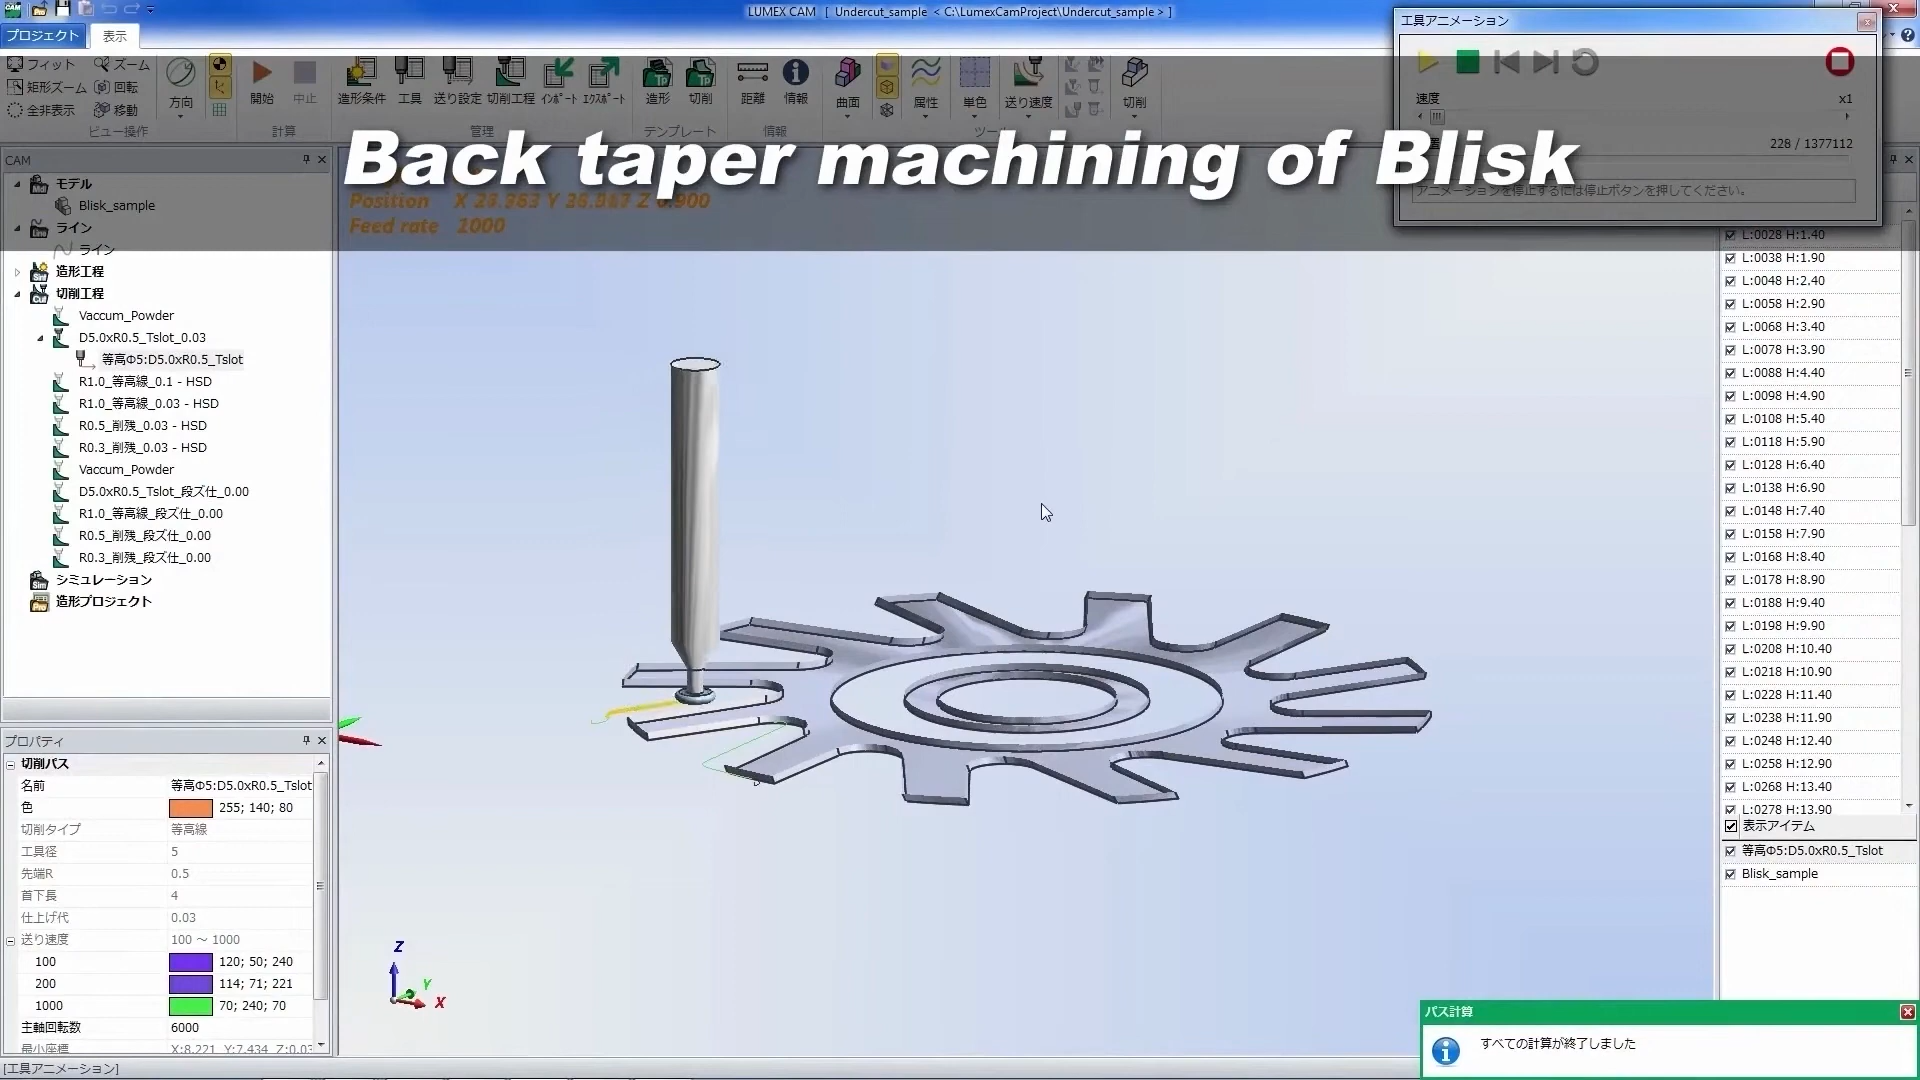 LUMEX CAM [ Undercut_sample < C:\LumexCamProject\Undercut_sample > ]
プロジェクト
表示
フィット
ズーム
矩形ズーム
回転
全非表示
移動
ビュー操作
方向
開始
中止
計算
造形条件
工具
送り設定
切削工程
インポート
エクスポート
管理
造形
切削
テンプレート
距離
情報
情報
曲面
属性
単色
送り速度
切削
工具アニメーション
速度
x1
228 / 1377112
アニメーションを停止するには停止ボタンを押してください。
Back taper machining of Blisk
Feed rate 1000
CAM
モデル
Blisk_sample
ライン
ライン
造形工程
切削工程
Vaccum_Powder
D5.0xR0.5_Tslot_0.03
等高Φ5:D5.0xR0.5_Tslot
R1.0_等高線_0.1 - HSD
R1.0_等高線_0.03 - HSD
R0.5_削残_0.03 - HSD
R0.3_削残_0.03 - HSD
Vaccum_Powder
D5.0xR0.5_Tslot_段ズ仕_0.00
R1.0_等高線_段ズ仕_0.00
R0.5_削残_段ズ仕_0.00
R0.3_削残_段ズ仕_0.00
シミュレーション
造形プロジェクト
プロパティ
切削パス
名前 等高Φ5:D5.0xR0.5_Tslot
色 255; 140; 80
切削タイプ 等高線
工具径 5
先端R 0.5
首下長 4
仕上げ代 0.03
送り速度 100 ～ 1000
100 120; 50; 240
200 114; 71; 221
1000 70; 240; 70
主軸回転数 6000
最小座標 X:8.221 Y:7.434 Z:0.03
[工具アニメーション]
Z
Y
X
L:0028 H:1.40
L:0038 H:1.90
L:0048 H:2.40
L:0058 H:2.90
L:0068 H:3.40
L:0078 H:3.90
L:0088 H:4.40
L:0098 H:4.90
L:0108 H:5.40
L:0118 H:5.90
L:0128 H:6.40
L:0138 H:6.90
L:0148 H:7.40
L:0158 H:7.90
L:0168 H:8.40
L:0178 H:8.90
L:0188 H:9.40
L:0198 H:9.90
L:0208 H:10.40
L:0218 H:10.90
L:0228 H:11.40
L:0238 H:11.90
L:0248 H:12.40
L:0258 H:12.90
L:0268 H:13.40
L:0278 H:13.90
表示アイテム
等高Φ5:D5.0xR0.5_Tslot
Blisk_sample
パス計算
すべての計算が終了しました